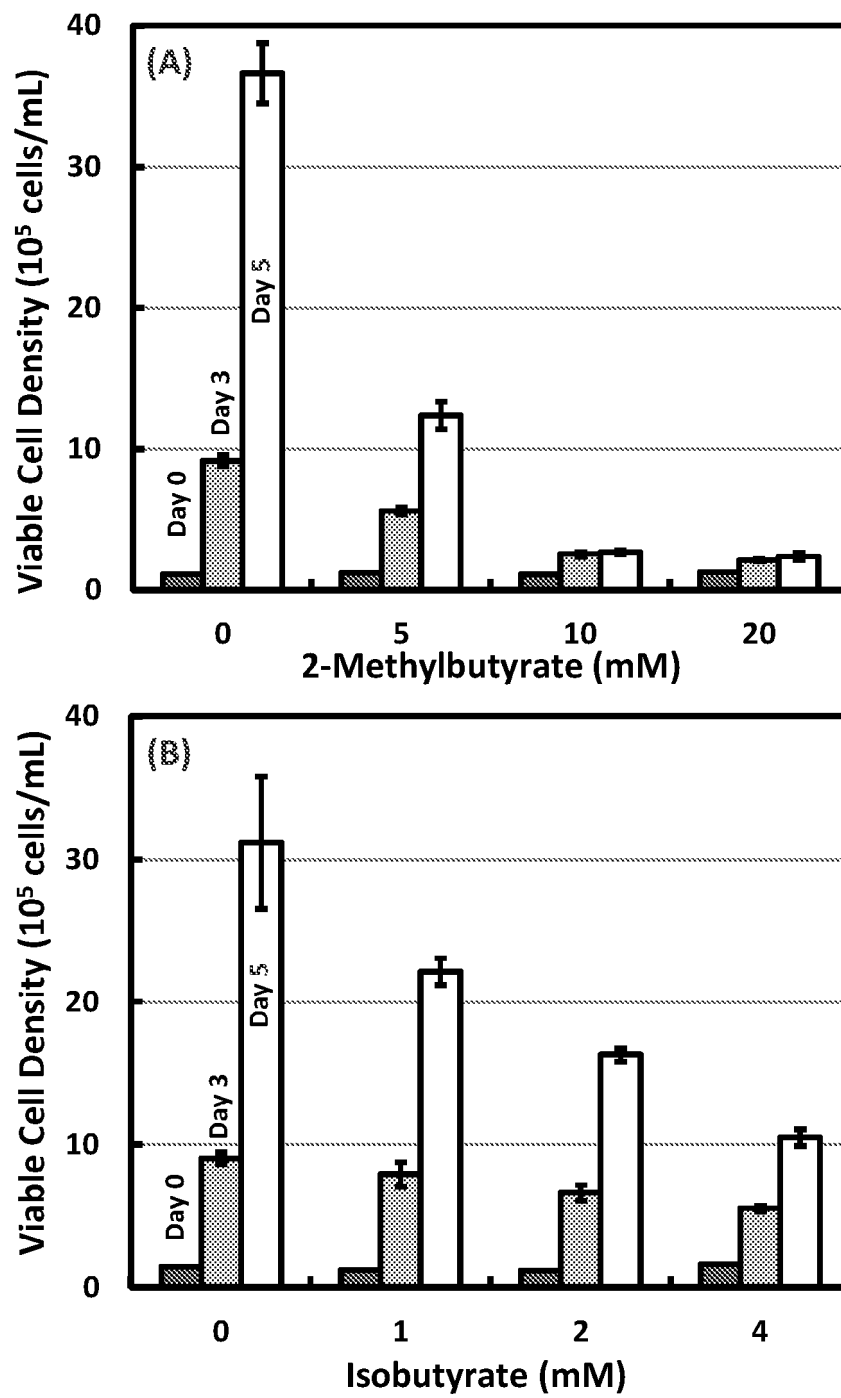 (A)
Viable Cell Density (10⁵ cells/mL)
40
30
20
10
0
Day 0
Day 3
Day 5
0 5 10 20
2-Methylbutyrate (mM)
(B)
Viable Cell Density (10⁵ cells/mL)
40
30
20
10
0
Day 0
Day 3
Day 5
0 1 2 4
Isobutyrate (mM)